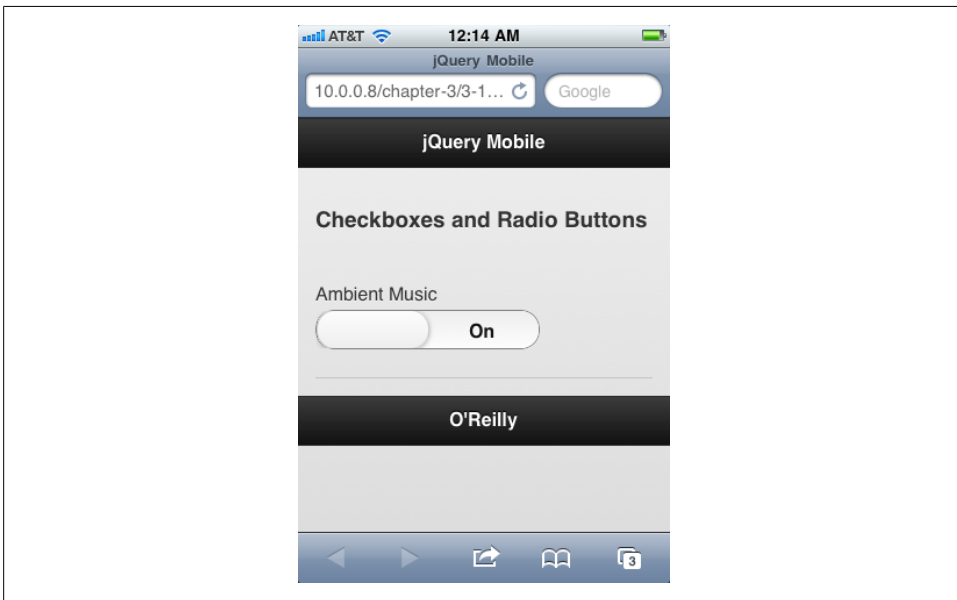 AT&T 12:14 AM
jQuery Mobile
10.0.0.8/chapter-3/3-1... Google
jQuery Mobile
Checkboxes and Radio Buttons
Ambient Music
On
O'Reilly
3